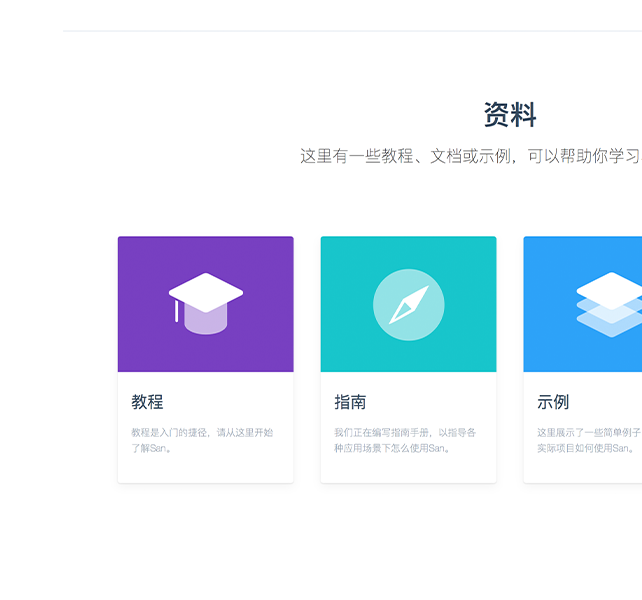 资料
这里有一些教程、文档或示例，可以帮助你学习
教程
教程是入门的捷径，请从这里开始
了解San。
指南
我们正在编写指南手册，以指导各
种应用场景下怎么使用San。
示例
这里展示了一些简单例子
实际项目如何使用San。